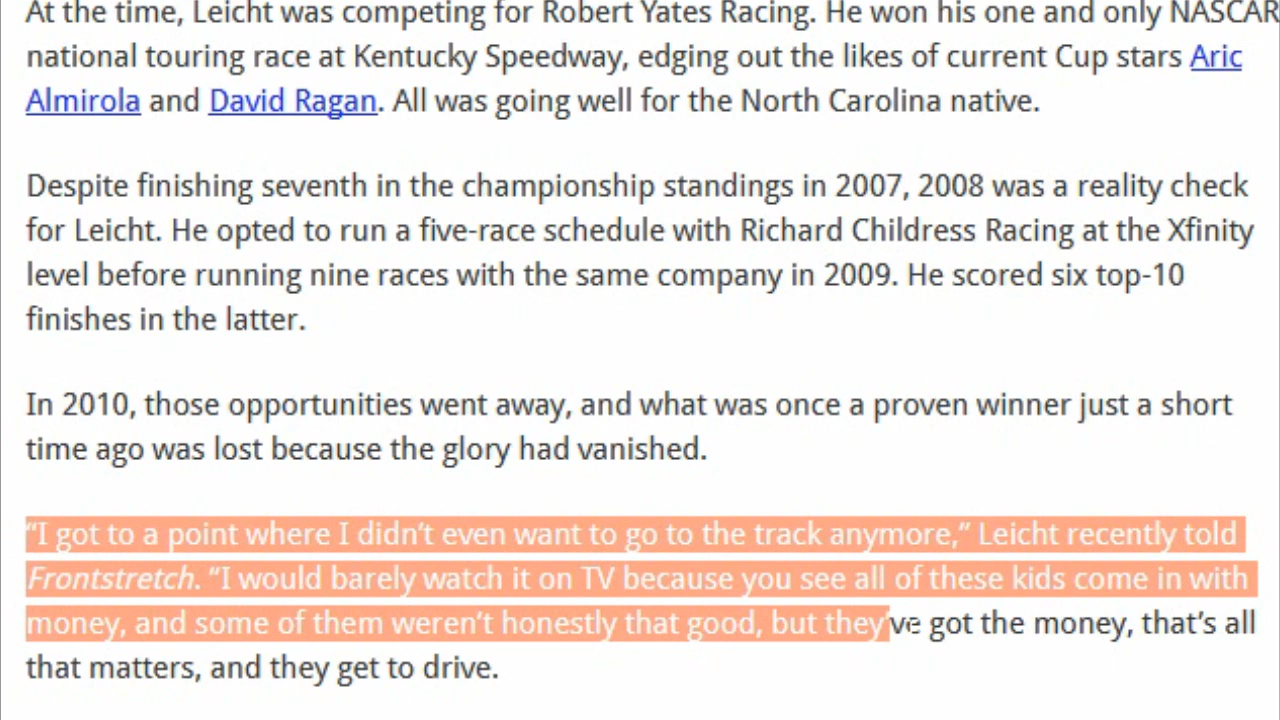 At the time, Leicht was competing for Robert Yates Racing. He won his one and only NASCAR
national touring race at Kentucky Speedway, edging out the likes of current Cup stars Aric
Almirola and David Ragan. All was going well for the North Carolina native.
Despite finishing seventh in the championship standings in 2007, 2008 was a reality check
for Leicht. He opted to run a five-race schedule with Richard Childress Racing at the Xfinity
level before running nine races with the same company in 2009. He scored six top-10
finishes in the latter.
In 2010, those opportunities went away, and what was once a proven winner just a short
time ago was lost because the glory had vanished.
“I got to a point where I didn’t even want to go to the track anymore,” Leicht recently told
Frontstretch. “I would barely watch it on TV because you see all of these kids come in with
money, and some of them weren’t honestly that good, but they’ve got the money, that’s all
that matters, and they get to drive.